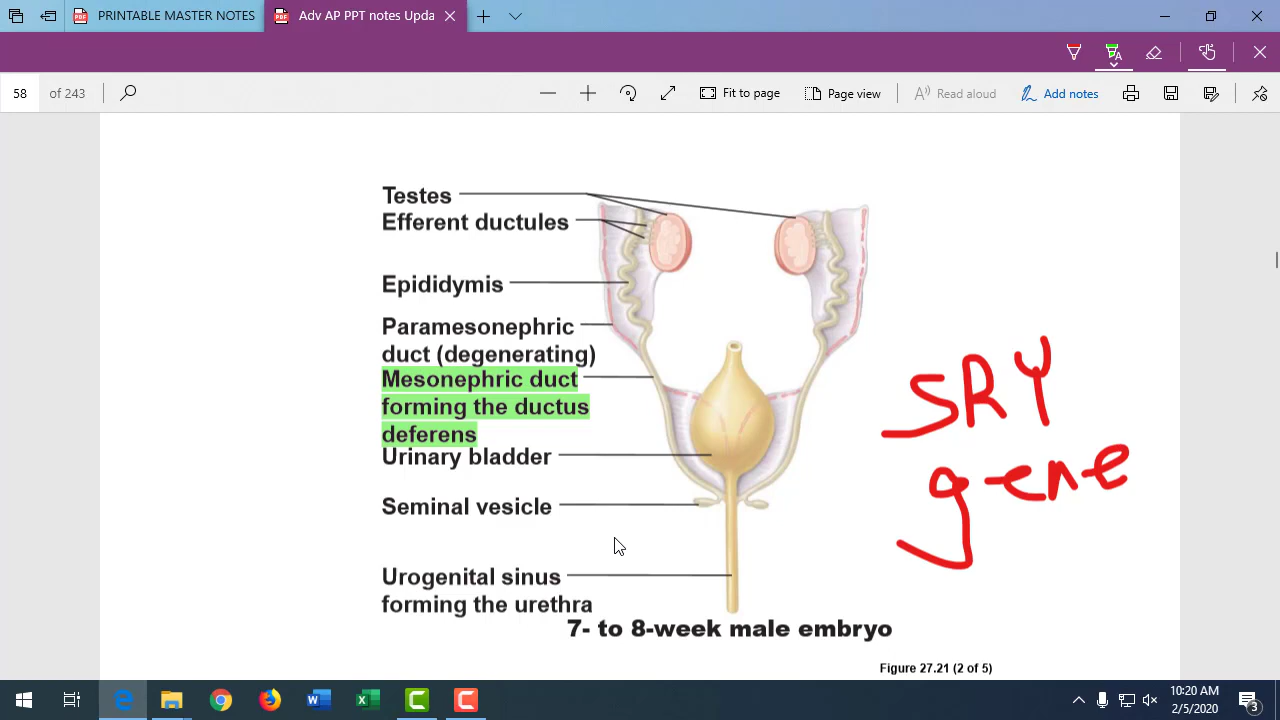 PRINTABLE MASTER NOTES
Adv AP PPT notes Upda
58 of 243
Fit to page
Page view
Read aloud
Add notes
Testes
Efferent ductules
Epididymis
Paramesonephric
duct (degenerating)
Mesonephric duct
forming the ductus
deferens
Urinary bladder
Seminal vesicle
Urogenital sinus
forming the urethra
7- to 8-week male embryo
Figure 27.21 (2 of 5)
SRY
gene
10:20 AM
2/5/2020
3